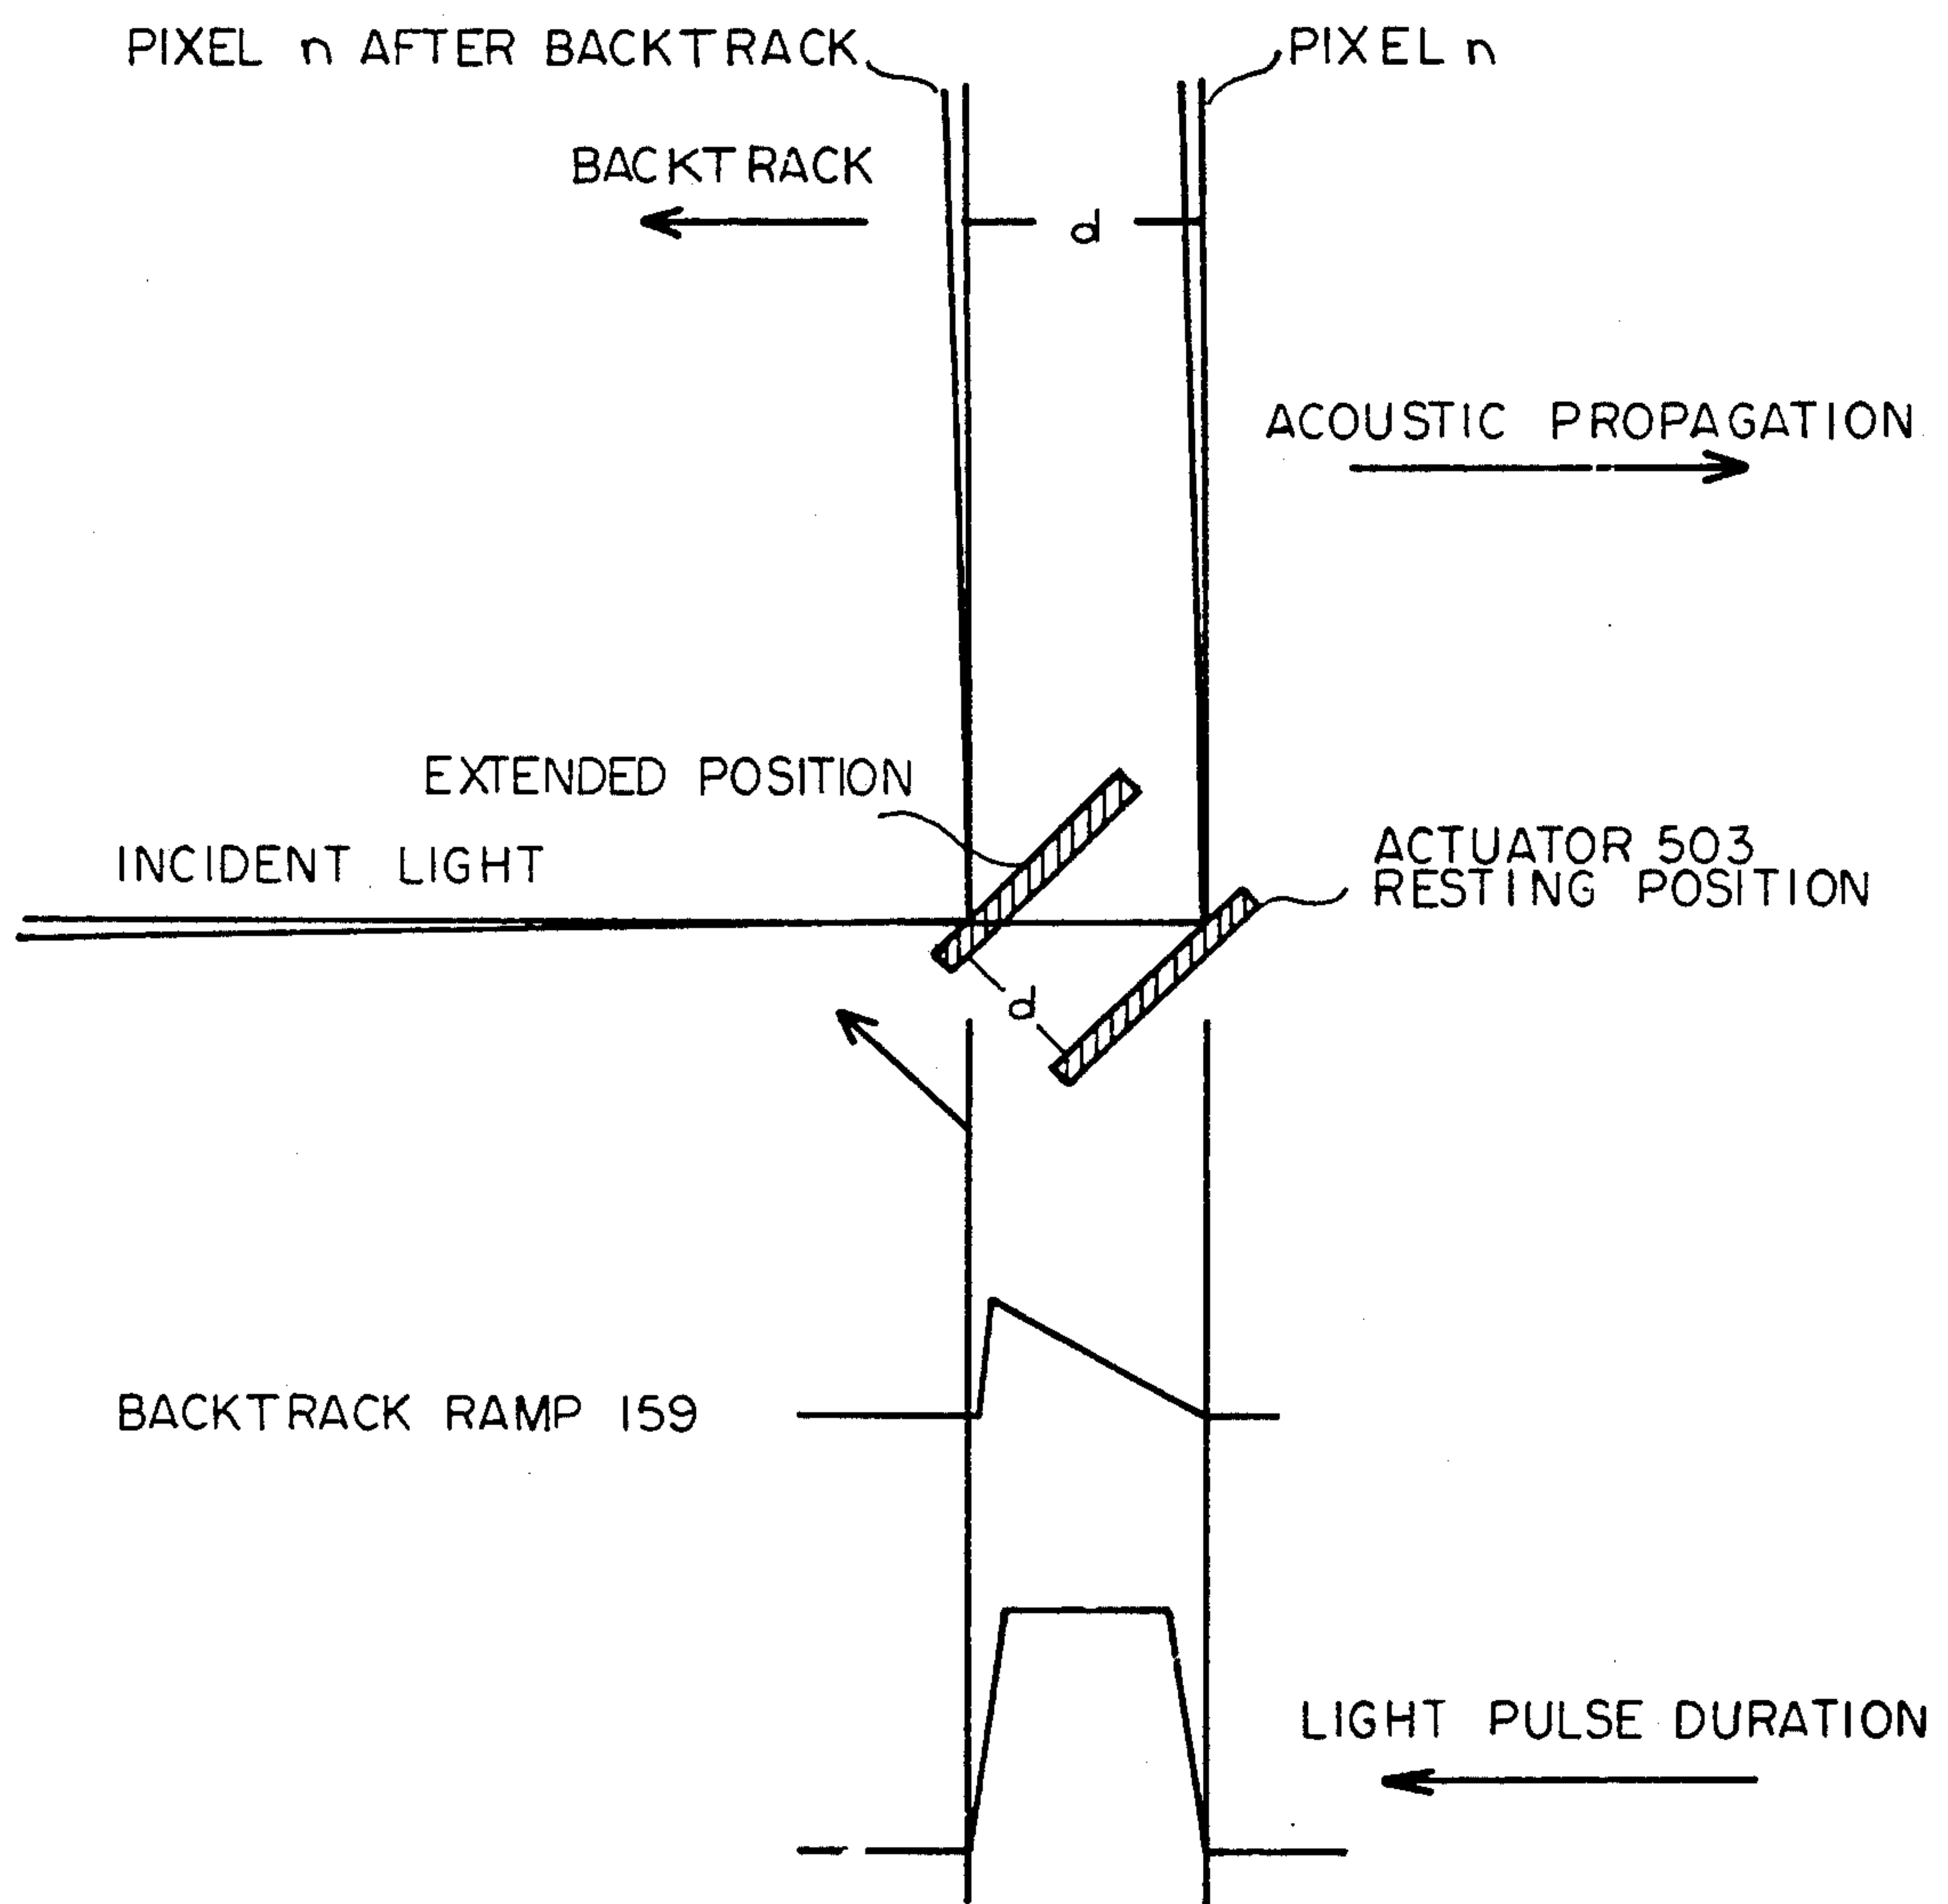 PIXEL n AFTER BACKTRACK
PIXEL n
BACKTRACK
d
ACOUSTIC PROPAGATION
EXTENDED POSITION
INCIDENT LIGHT
ACTUATOR 503
RESTING POSITION
d
BACKTRACK RAMP 159
LIGHT PULSE DURATION